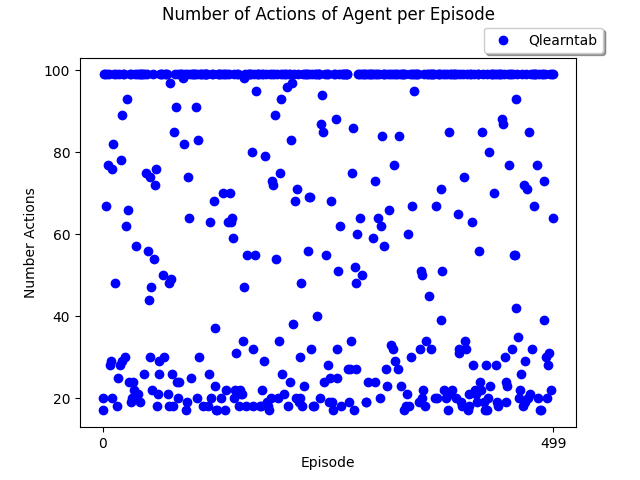 Number of Actions of Agent per Episode
Qlearntab
100
80
60
40
20
Number Actions
0
499
Episode